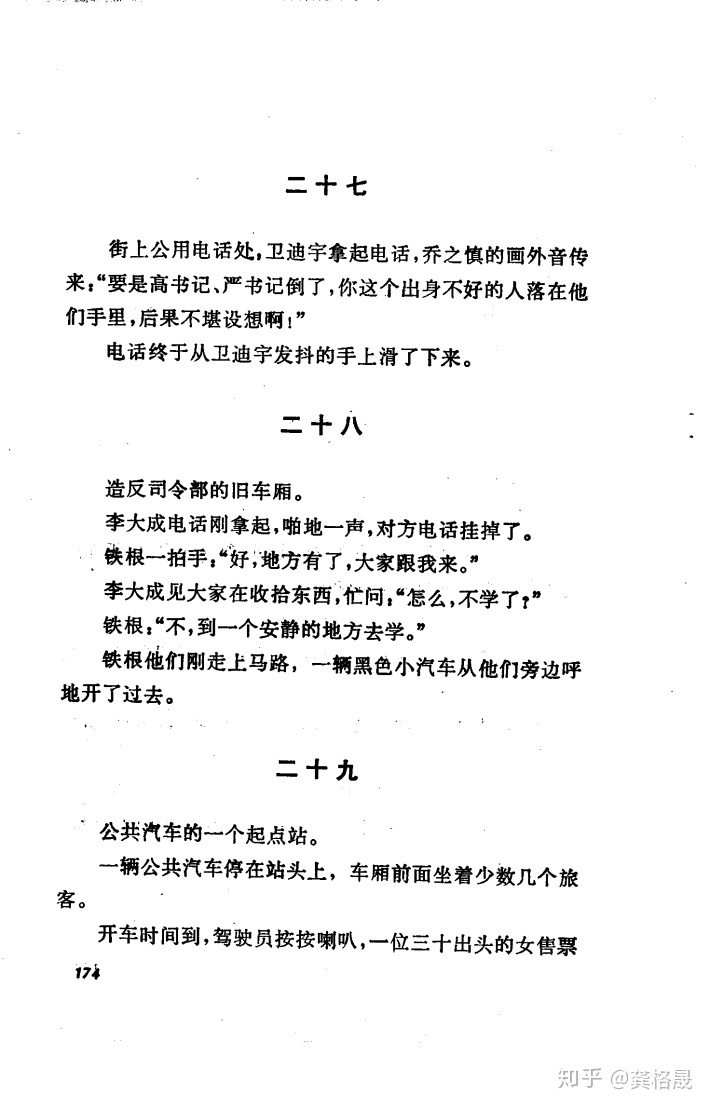 二十七
街上公用电话处，卫迪宇拿起电话，乔之慎的画外音传
来：“要是高书记、严书记倒了，你这个出身不好的人落在他
们手里，后果不堪设想啊！”
电话终于从卫迪宇发抖的手上滑了下来。
二十八
造反司令部的旧车厢。
李大成电话刚拿起，啪地一声，对方电话挂掉了。
铁根一拍手：“好，地方有了，大家跟我来。”
李大成见大家在收拾东西，忙问：“怎么，不学了？”
铁根：“不，到一个安静的地方去学。”
铁根他们刚走上马路，一辆黑色小汽车从他们旁边呼
地开了过去。
二十九
公共汽车的一个起点站。
一辆公共汽车停在站头上，车厢前面坐着少数几个旅
客。
开车时间到，驾驶员按按喇叭，一位三十出头的女售票
174
知乎 @龚格晟